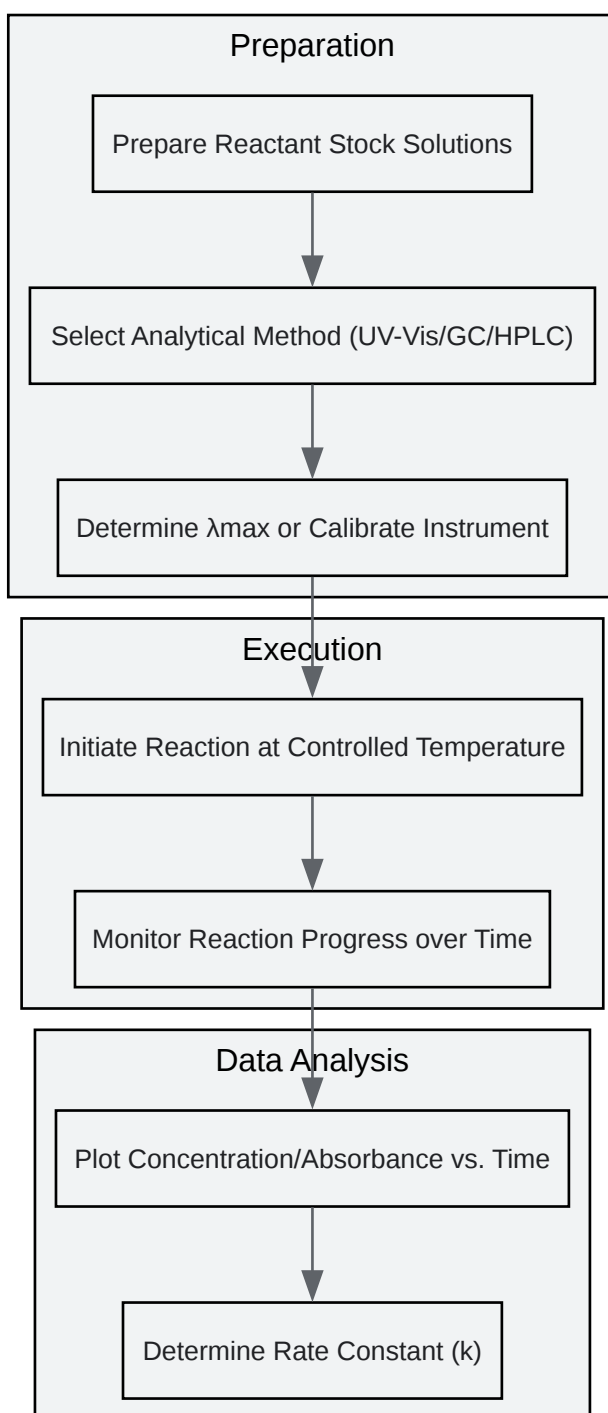 Preparation
Prepare Reactant Stock Solutions
Select Analytical Method (UV-Vis/GC/HPLC)
Determine λmax or Calibrate Instrument
Execution
Initiate Reaction at Controlled Temperature
Monitor Reaction Progress over Time
Data Analysis
Plot Concentration/Absorbance vs. Time
Determine Rate Constant (k)